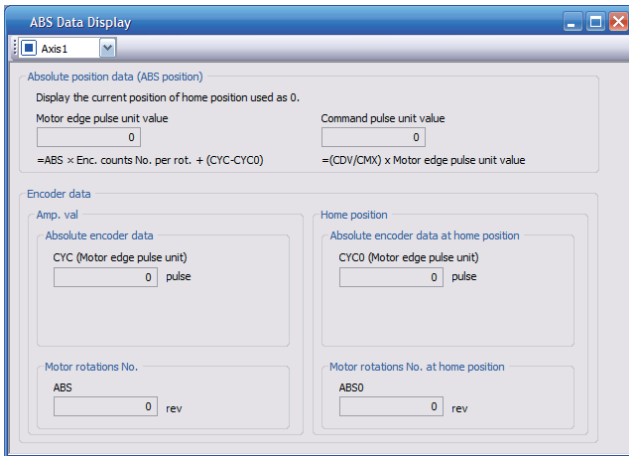 ABS Data Display
Axis1
Absolute position data (ABS position)
Display the current position of home position used as 0.
Motor edge pulse unit value
Command pulse unit value
0
0
=ABS × Enc. counts No. per rot. + (CYC-CYC0)
=(CDV/CMX) x Motor edge pulse unit value
Encoder data
Amp. val
Home position
Absolute encoder data
Absolute encoder data at home position
CYC (Motor edge pulse unit)
CYC0 (Motor edge pulse unit)
0 pulse
0 pulse
Motor rotations No.
Motor rotations No. at home position
ABS
ABS0
0 rev
0 rev